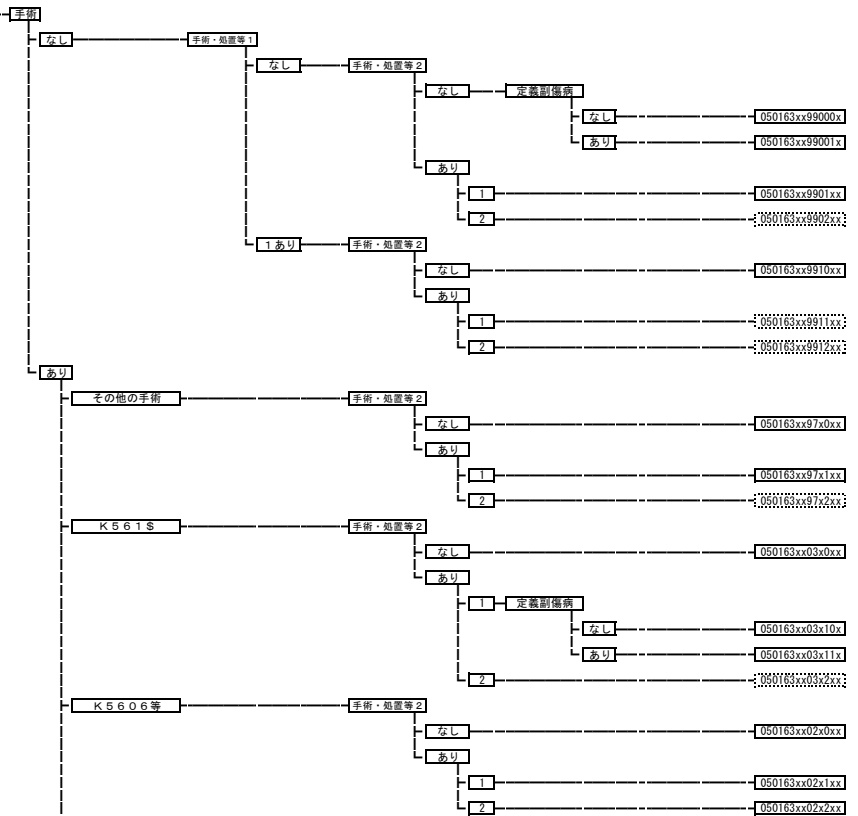 手術
なし 手術・処置等1
なし 手術・処置等2
なし 定義副傷病
なし 050163xx99000x
あり 050163xx99001x
あり
1 050163xx9901xx
2 050163xx9902xx
1あり 手術・処置等2
なし 050163xx9910xx
あり
1 050163xx9911xx
2 050163xx9912xx
あり
その他の手術 手術・処置等2
なし 050163xx97x0xx
あり
1 050163xx97x1xx
2 050163xx97x2xx
K561$ 手術・処置等2
なし 050163xx03x0xx
あり
1 定義副傷病
なし 050163xx03x10x
あり 050163xx03x11x
2 050163xx03x2xx
K5606等 手術・処置等2
なし 050163xx02x0xx
あり
1 050163xx02x1xx
2 050163xx02x2xx